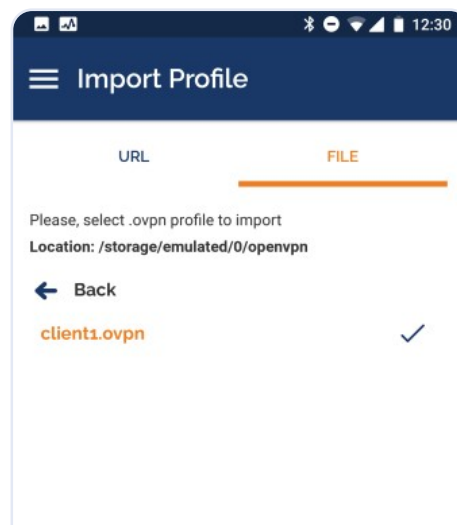 12:30
Import Profile
URL FILE
Please, select .ovpn profile to import
Location: /storage/emulated/0/openvpn
Back
client1.ovpn